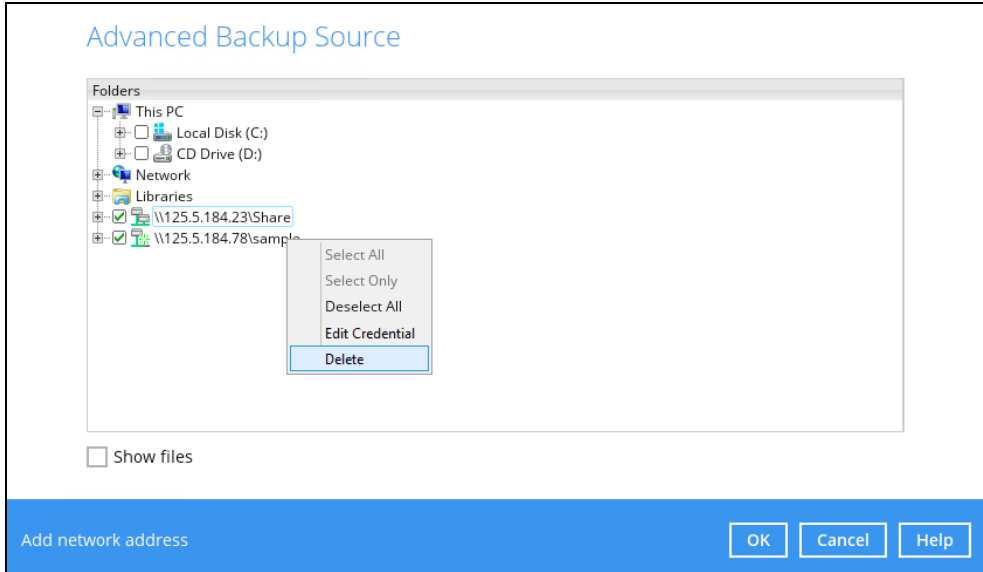 Advanced Backup Source
Folders
This PC
Local Disk (C:)
CD Drive (D:)
Network
Libraries
\\125.5.184.23\Share
\\125.5.184.78\sample
Select All
Select Only
Deselect All
Edit Credential
Delete
Show files
Add network address
OK
Cancel
Help